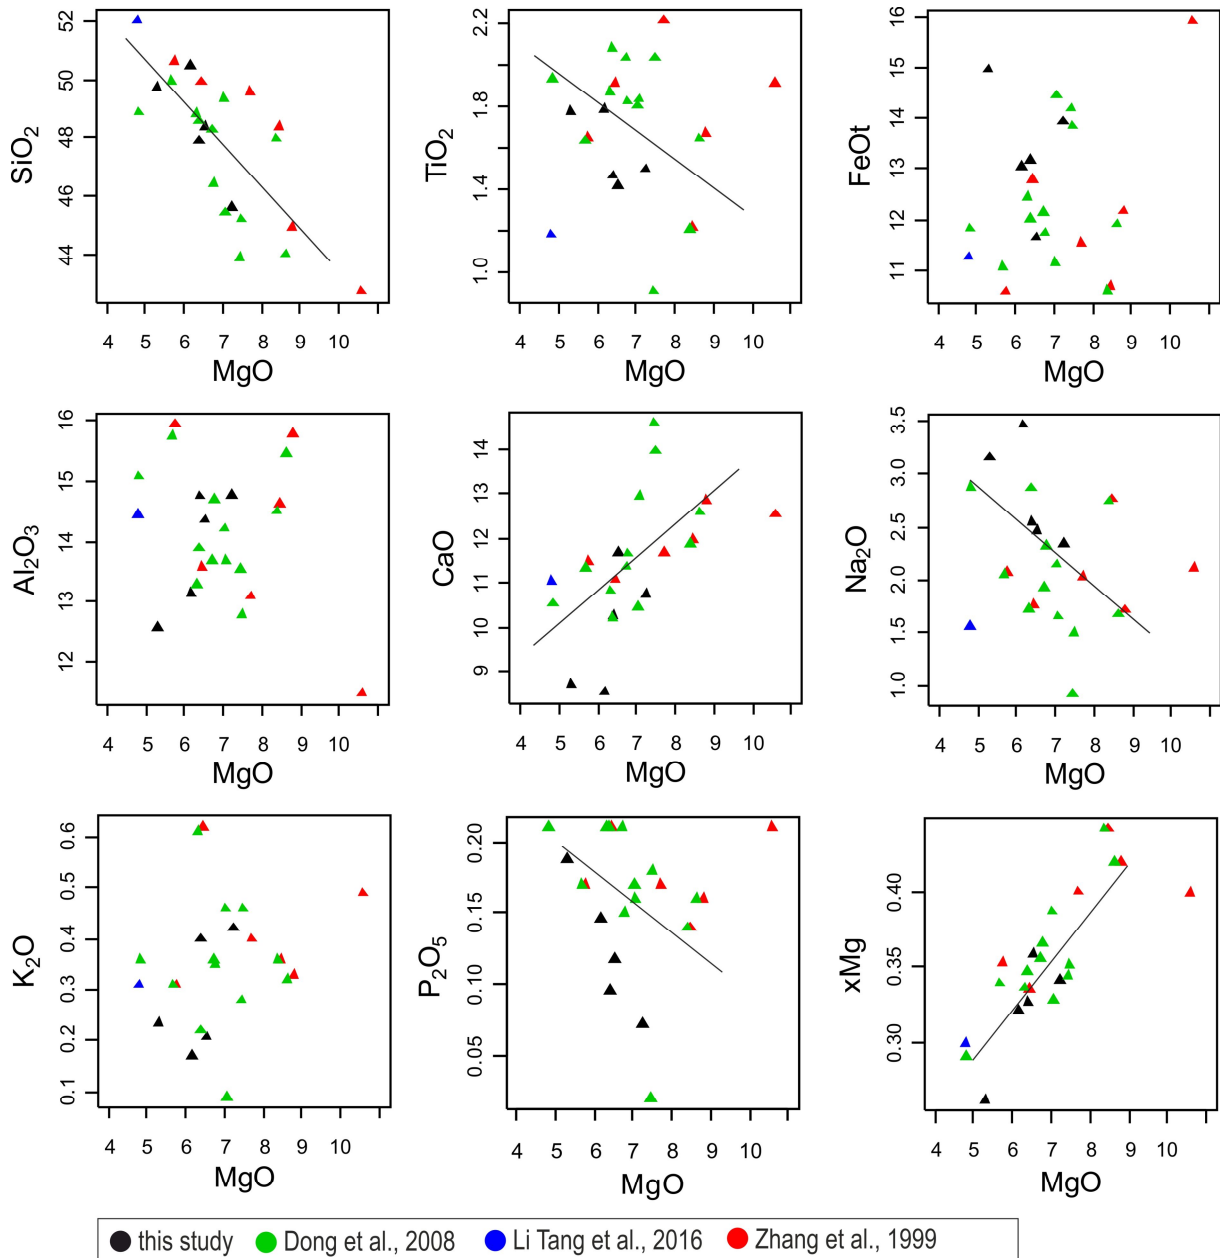 SiO2
52
50
48
46
44
4 5 6 7 8 9 10
MgO
TiO2
2.2
1.8
1.4
1.0
4 5 6 7 8 9 10
MgO
FeOt
16
15
14
13
12
11
4 5 6 7 8 9 10
MgO
Al2O3
16
15
14
13
12
4 5 6 7 8 9 10
MgO
CaO
14
13
12
11
10
9
4 5 6 7 8 9 10
MgO
Na2O
3.5
3.0
2.5
2.0
1.5
1.0
4 5 6 7 8 9 10
MgO
K2O
0.6
0.5
0.4
0.3
0.2
0.1
4 5 6 7 8 9 10
MgO
P2O5
0.20
0.15
0.10
0.05
4 5 6 7 8 9 10
MgO
xMg
0.40
0.35
0.30
4 5 6 7 8 9 10
MgO
this study Dong et al., 2008 Li Tang et al., 2016 Zhang et al., 1999